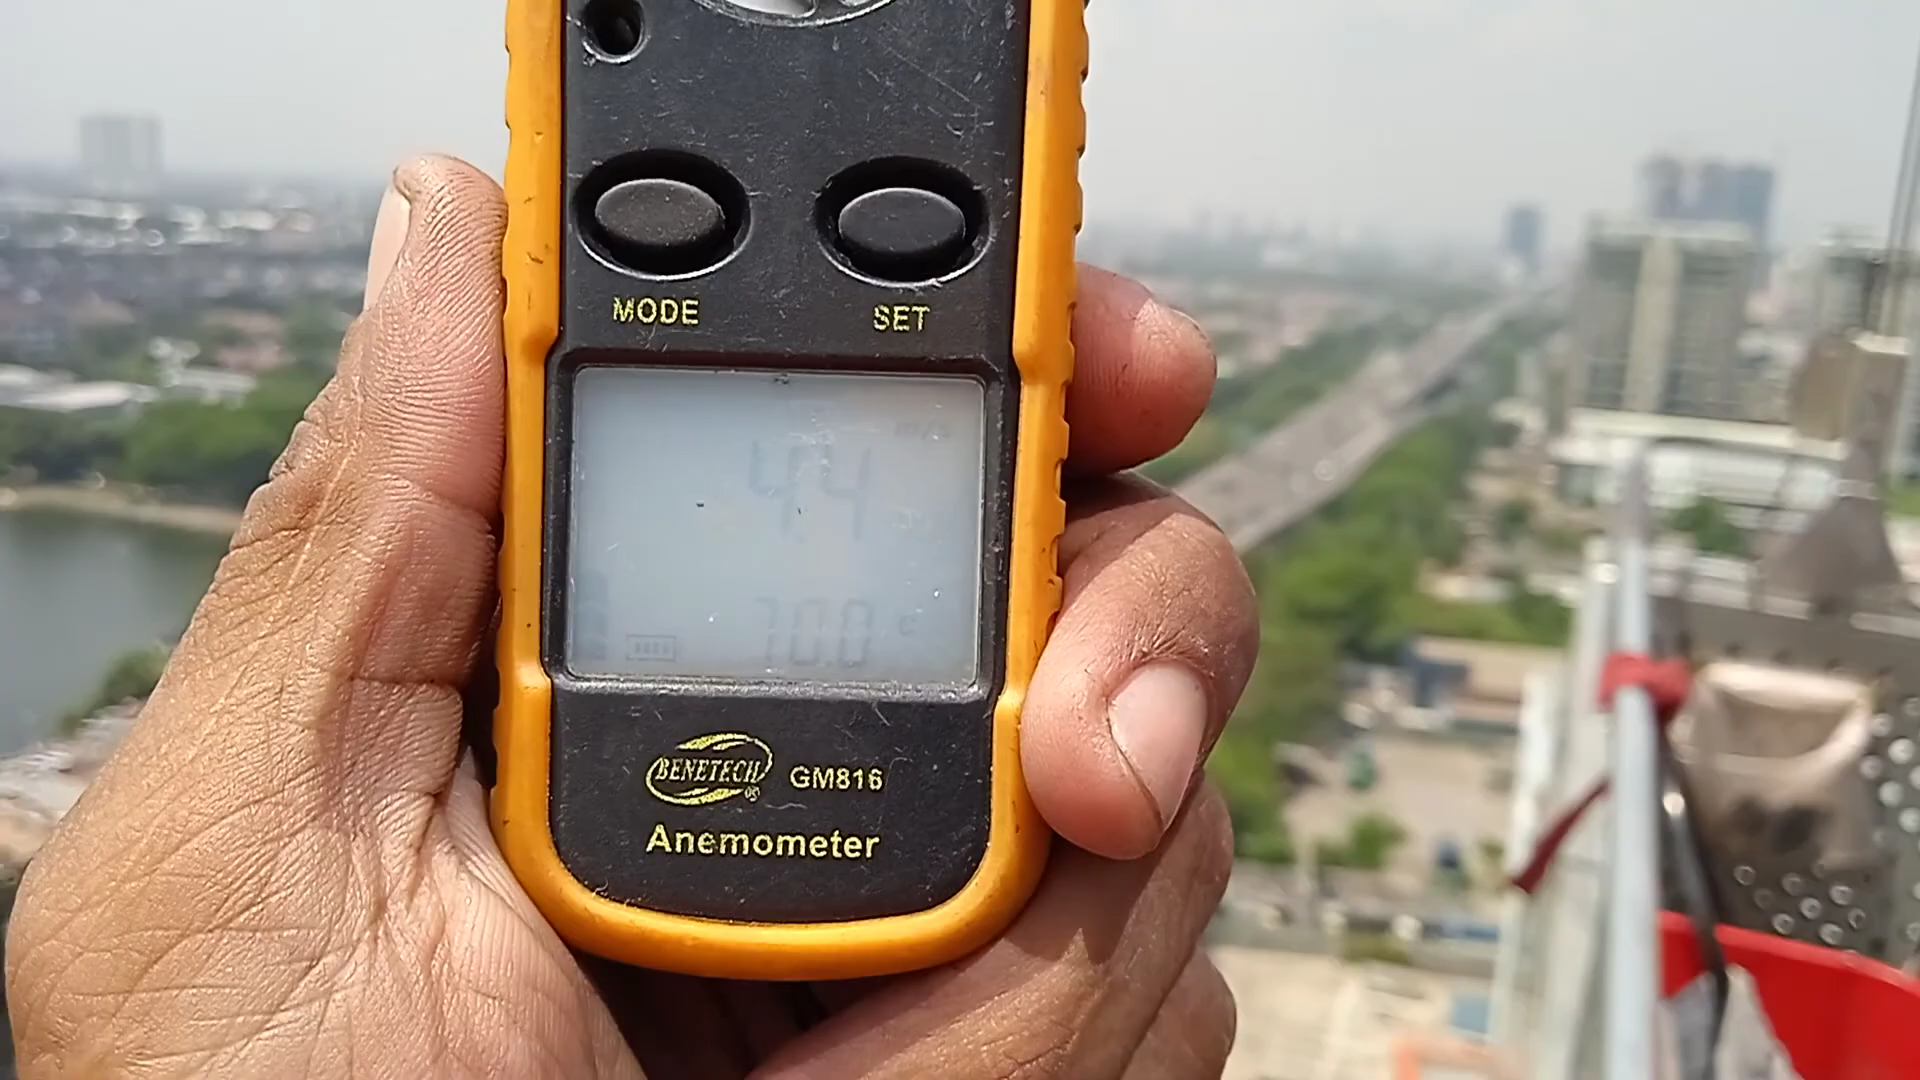 MODE SET
m/s
4.4
70.0 °C
BENETECH GM816
Anemometer